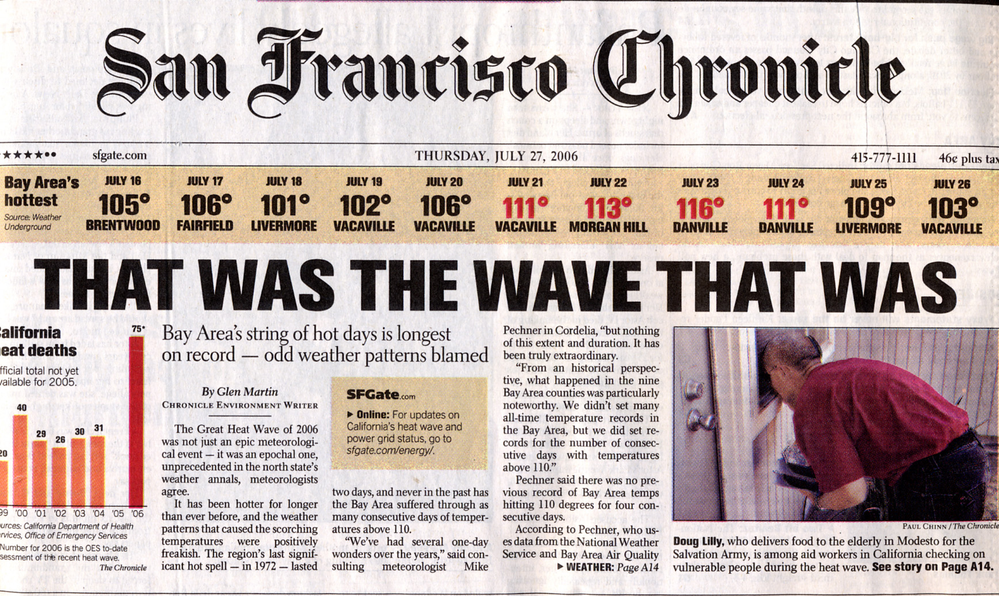 San Francisco Chronicle
★★★★★●●
sfgate.com
THURSDAY, JULY 27, 2006
415-777-1111
46¢ plus tax
Bay Area's
hottest
Source: Weather
Underground
JULY 16
105°
BRENTWOOD
JULY 17
106°
FAIRFIELD
JULY 18
101°
LIVERMORE
JULY 19
102°
VACAVILLE
JULY 20
106°
VACAVILLE
JULY 21
111°
VACAVILLE
JULY 22
113°
MORGAN HILL
JULY 23
116°
DANVILLE
JULY 24
111°
DANVILLE
JULY 25
109°
LIVERMORE
JULY 26
103°
VACAVILLE
THAT WAS THE WAVE THAT WAS
alifornia
eat deaths
fficial total not yet
vailable for 2005.
20
40
29
26
30
31
75*
99 '00 '01 '02 '03 '04 '05 '06
urces: California Department of Health
rvices, Office of Emergency Services
Number for 2006 is the OES to-date
sessment of the recent heat wave.
The Chronicle
Bay Area's string of hot days is longest
on record — odd weather patterns blamed
By Glen Martin
CHRONICLE ENVIRONMENT WRITER
The Great Heat Wave of 2006
was not just an epic meteorologi-
cal event — it was an epochal one,
unprecedented in the north state's
weather annals, meteorologists
agree.
It has been hotter for longer
than ever before, and the weather
patterns that caused the scorching
temperatures were positively
freakish. The region's last signif-
icant hot spell — in 1972 — lasted
SFGate.com
▶ Online: For updates on
California's heat wave and
power grid status, go to
sfgate.com/energy/.
two days, and never in the past has
the Bay Area suffered through as
many consecutive days of temper-
atures above 110.
“We've had several one-day
wonders over the years,” said con-
sulting meteorologist Mike
Pechner in Cordelia, “but nothing
of this extent and duration. It has
been truly extraordinary.
“From an historical perspec-
tive, what happened in the nine
Bay Area counties was particularly
noteworthy. We didn't set many
all-time temperature records in
the Bay Area, but we did set re-
cords for the number of consec-
utive days with temperatures
above 110.”
Pechner said there was no pre-
vious record of Bay Area temps
hitting 110 degrees for four con-
secutive days.
According to Pechner, who us-
es data from the National Weather
Service and Bay Area Air Quality
▶ WEATHER: Page A14
PAUL CHINN / The Chronicle
Doug Lilly, who delivers food to the elderly in Modesto for the
Salvation Army, is among aid workers in California checking on
vulnerable people during the heat wave. See story on Page A14.